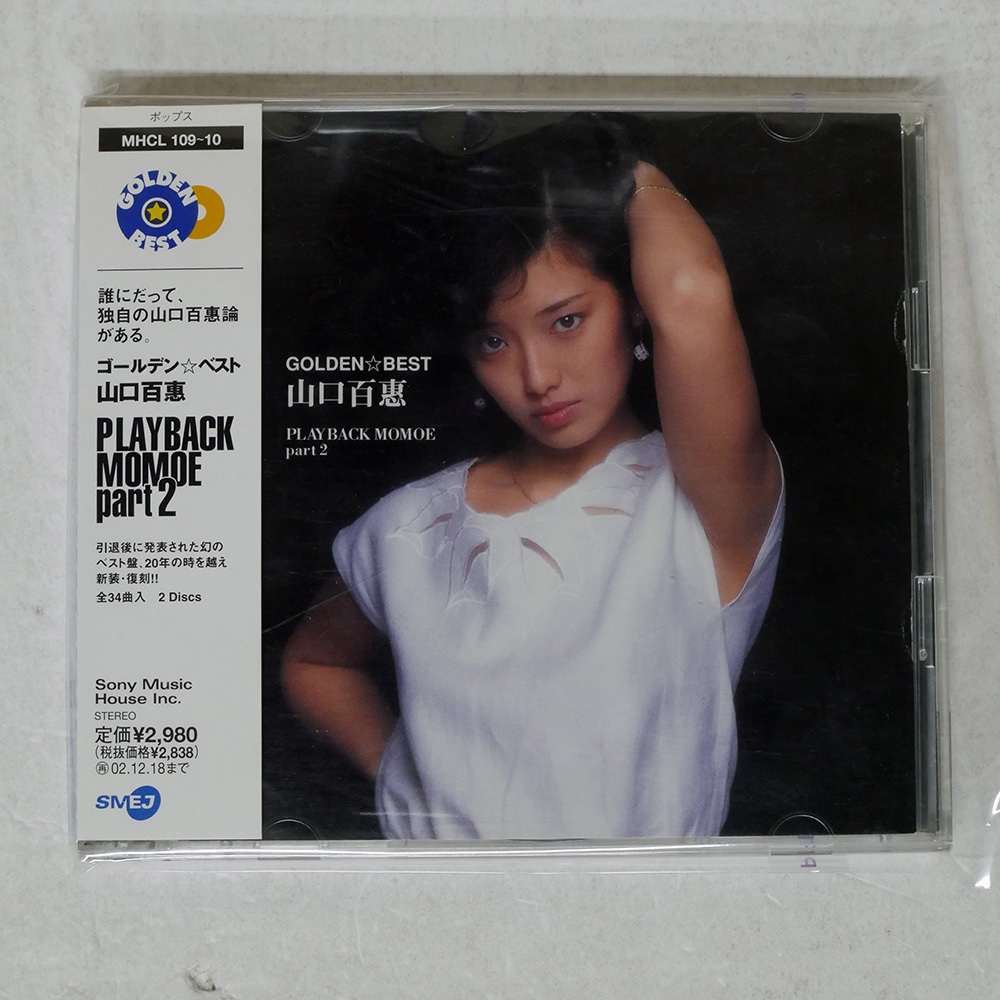 ポップス
MHCL 109~10
GOLDEN
BEST
誰にだって、
独自の山口百惠論
がある。
ゴールデン☆ベスト
山口百惠
PLAYBACK
MOMOE
part 2
引退後に発表された幻の
ベスト盤、20年の時を越え
新装・復刻!!
全34曲入 2 Discs
Sony Music
House Inc.
STEREO
定価¥2,980
(税抜価格¥2,838)
再 02.12.18まで
SMEJ
GOLDEN☆BEST
山口百惠
PLAYBACK MOMOE
part 2